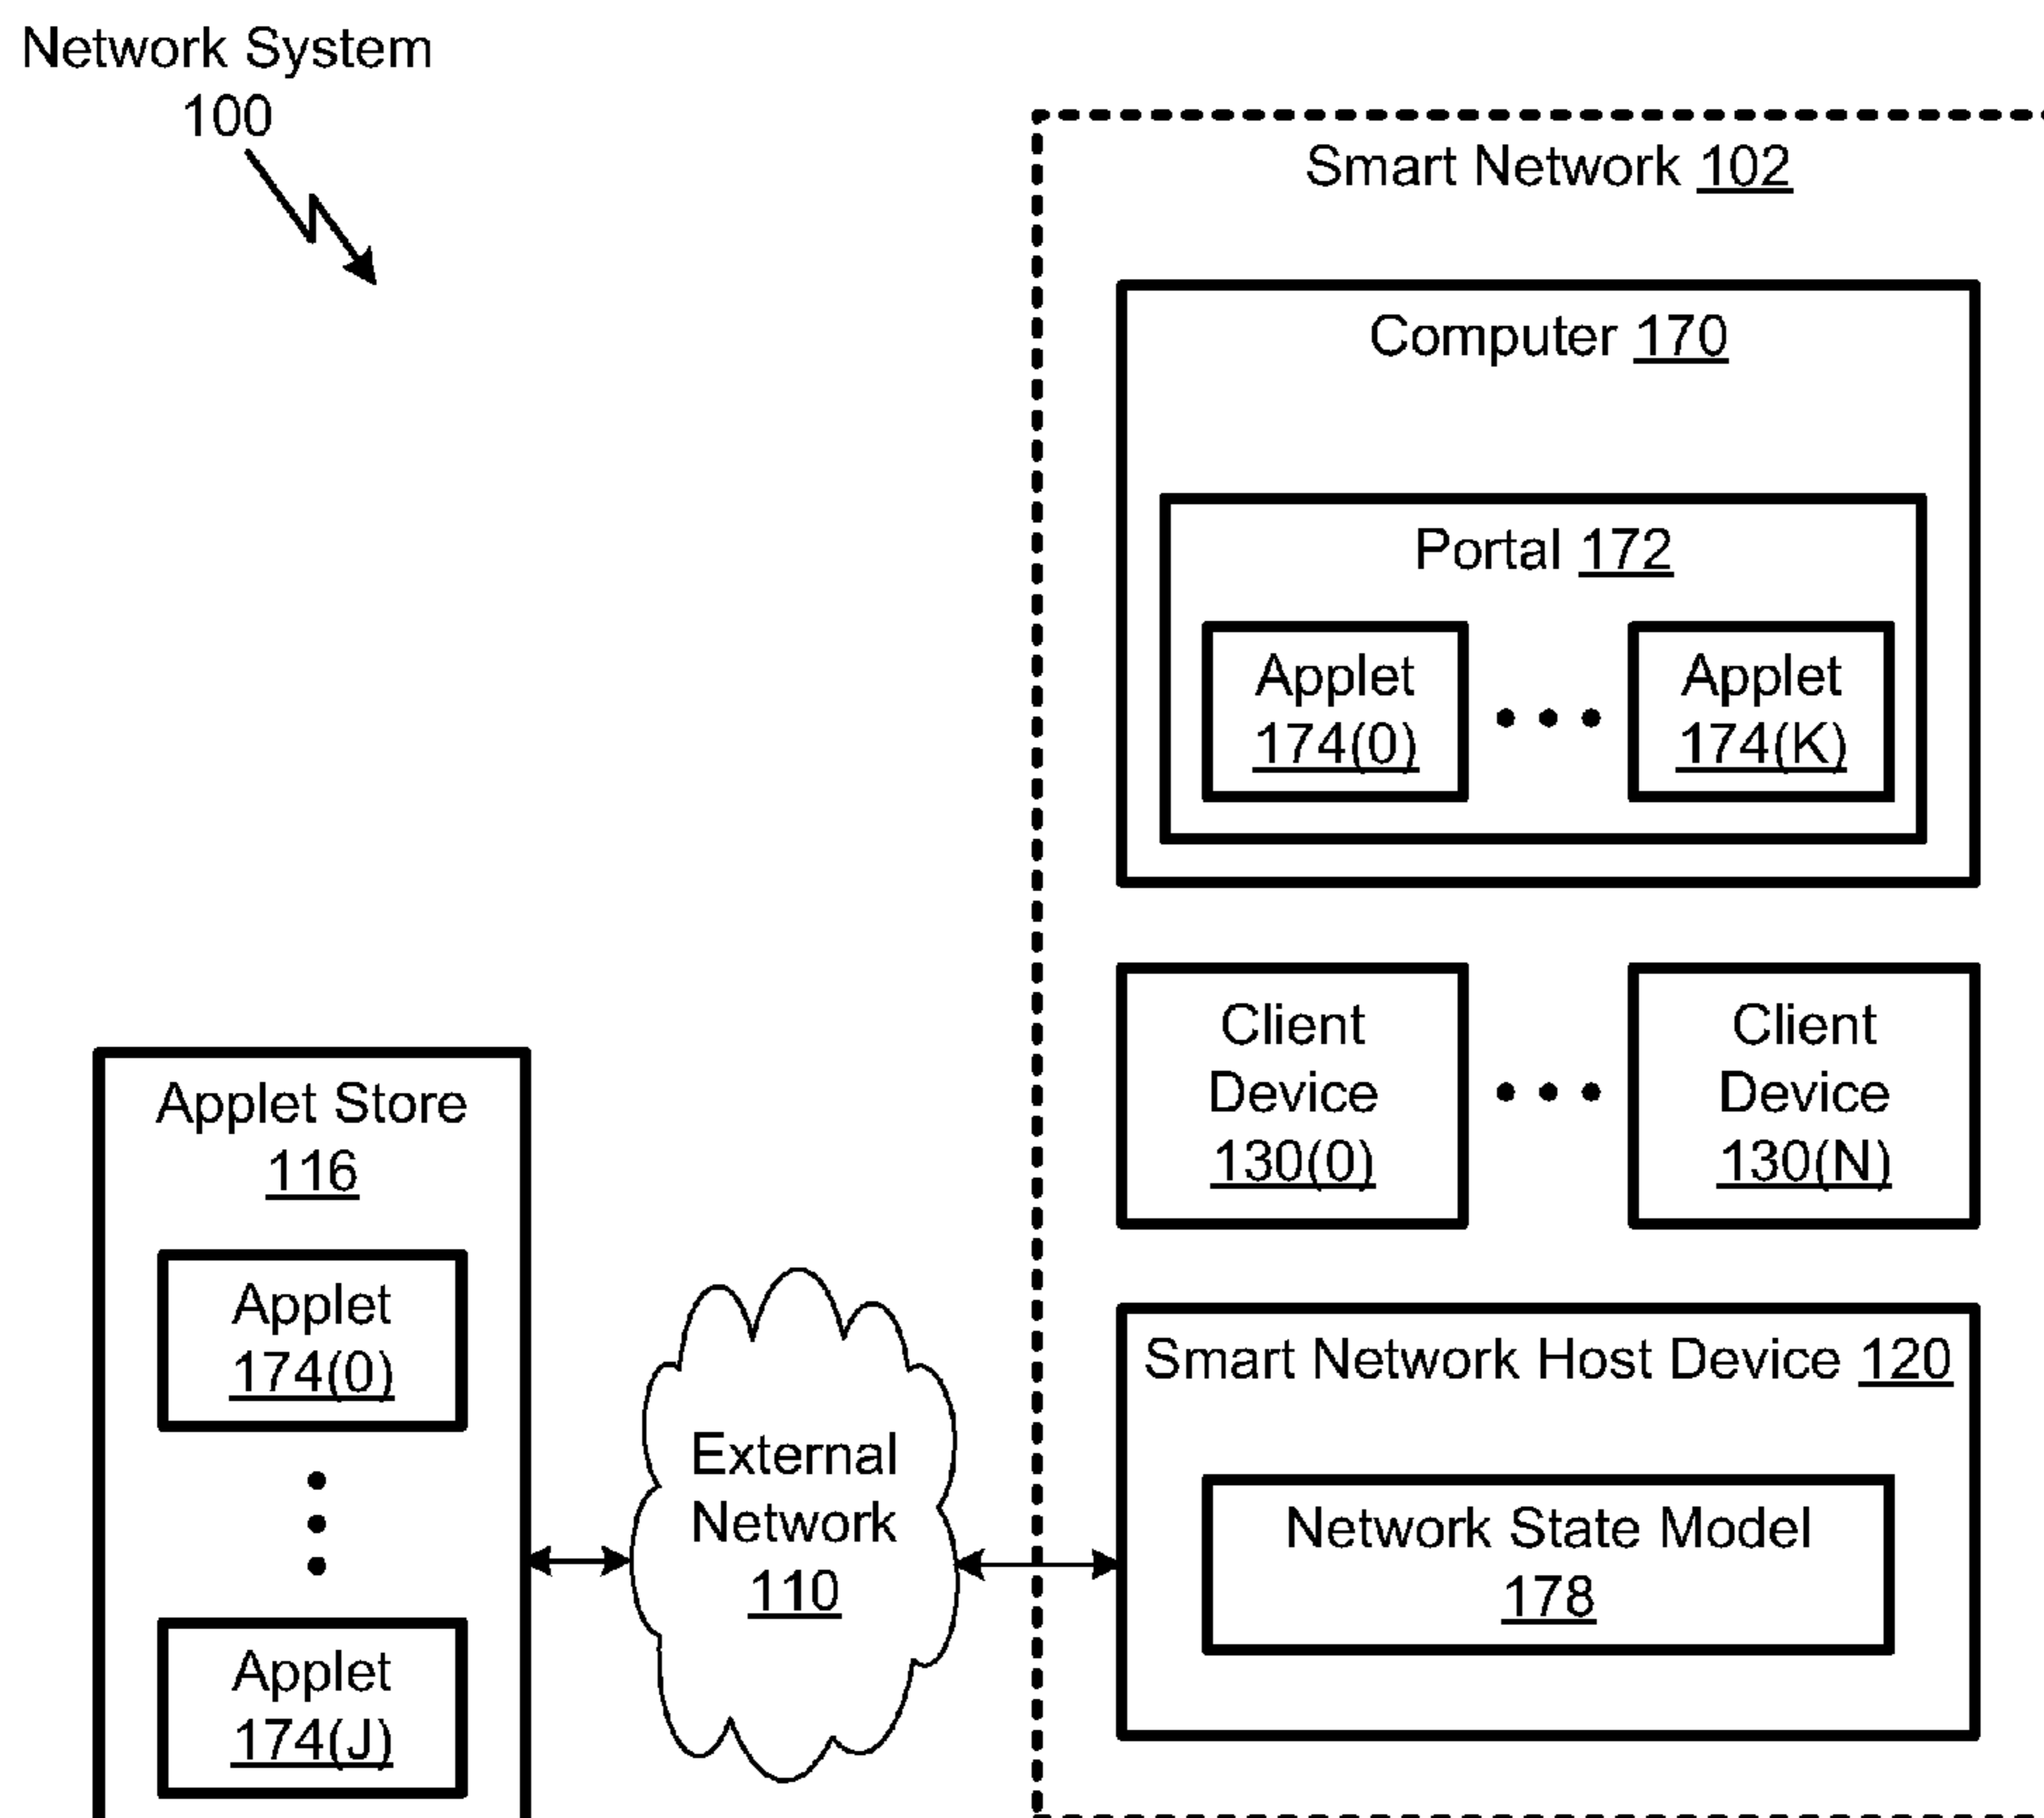 Network System
100
Smart Network 102
Computer 170
Portal 172
Applet
174(0)
Applet
174(K)
Client
Device
130(0)
Client
Device
130(N)
Applet Store
116
Applet
174(0)
Applet
174(J)
External
Network
110
Smart Network Host Device 120
Network State Model
178